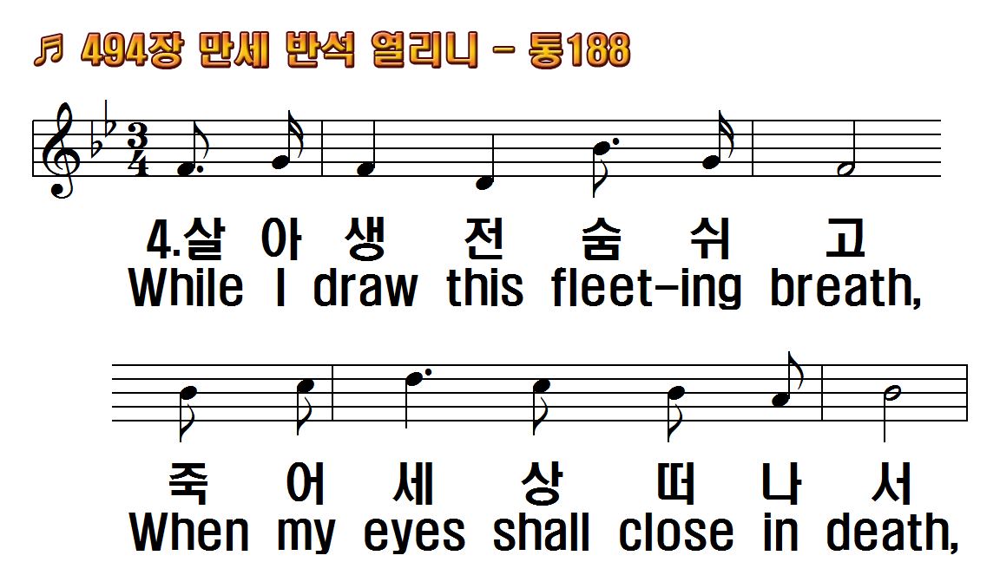 ♬ 494장 만세 반석 열리니 - 통188
3
4
4.살 아 생 전 숨 쉬 고
While I draw this fleet-ing breath,
죽 어 세 상 떠 나 서
When my eyes shall close in death,